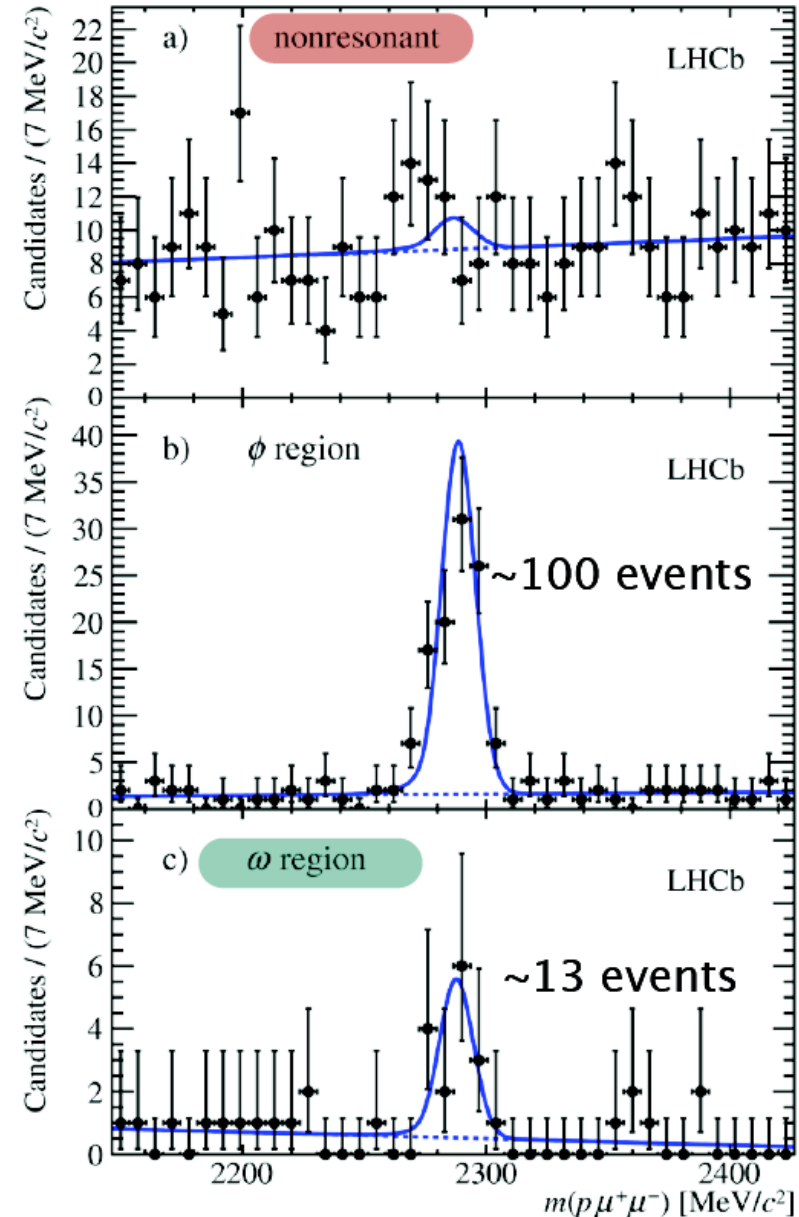 a) nonresonant
LHCb
Candidates / (7 MeV/c²)
22
20
18
16
14
12
10
8
6
4
2
0
b) ϕ region
LHCb
~100 events
Candidates / (7 MeV/c²)
40
35
30
25
20
15
10
5
0
c) ω region
LHCb
~13 events
Candidates / (7 MeV/c²)
10
8
6
4
2
0
2200 2300 2400
m(pμ⁺μ⁻) [MeV/c²]